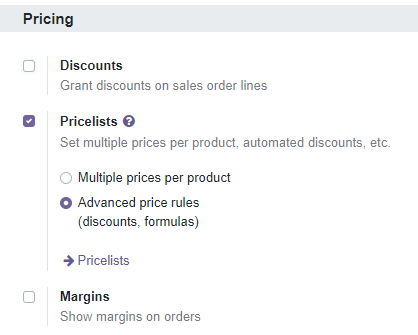 Pricing
Discounts
Grant discounts on sales order lines
Pricelists ?
Set multiple prices per product, automated discounts, etc.
Multiple prices per product
Advanced price rules
(discounts, formulas)
Pricelists
Margins
Show margins on orders